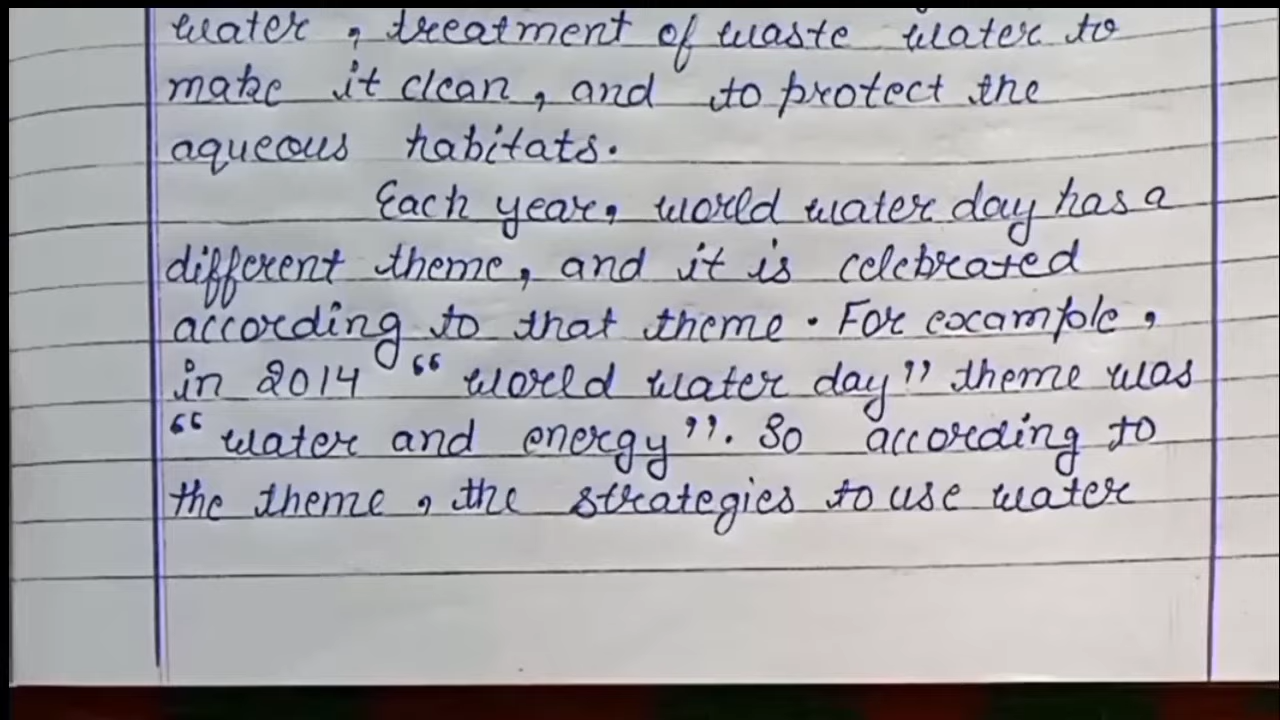 water, treatment of waste water to
make it clean, and to protect the
aqueous habitats.
Each year, world water day has a
different theme, and it is celebrated
according to that theme. For example,
in 2014 "world water day" theme was
"water and energy". So according to
the theme, the strategies to use water